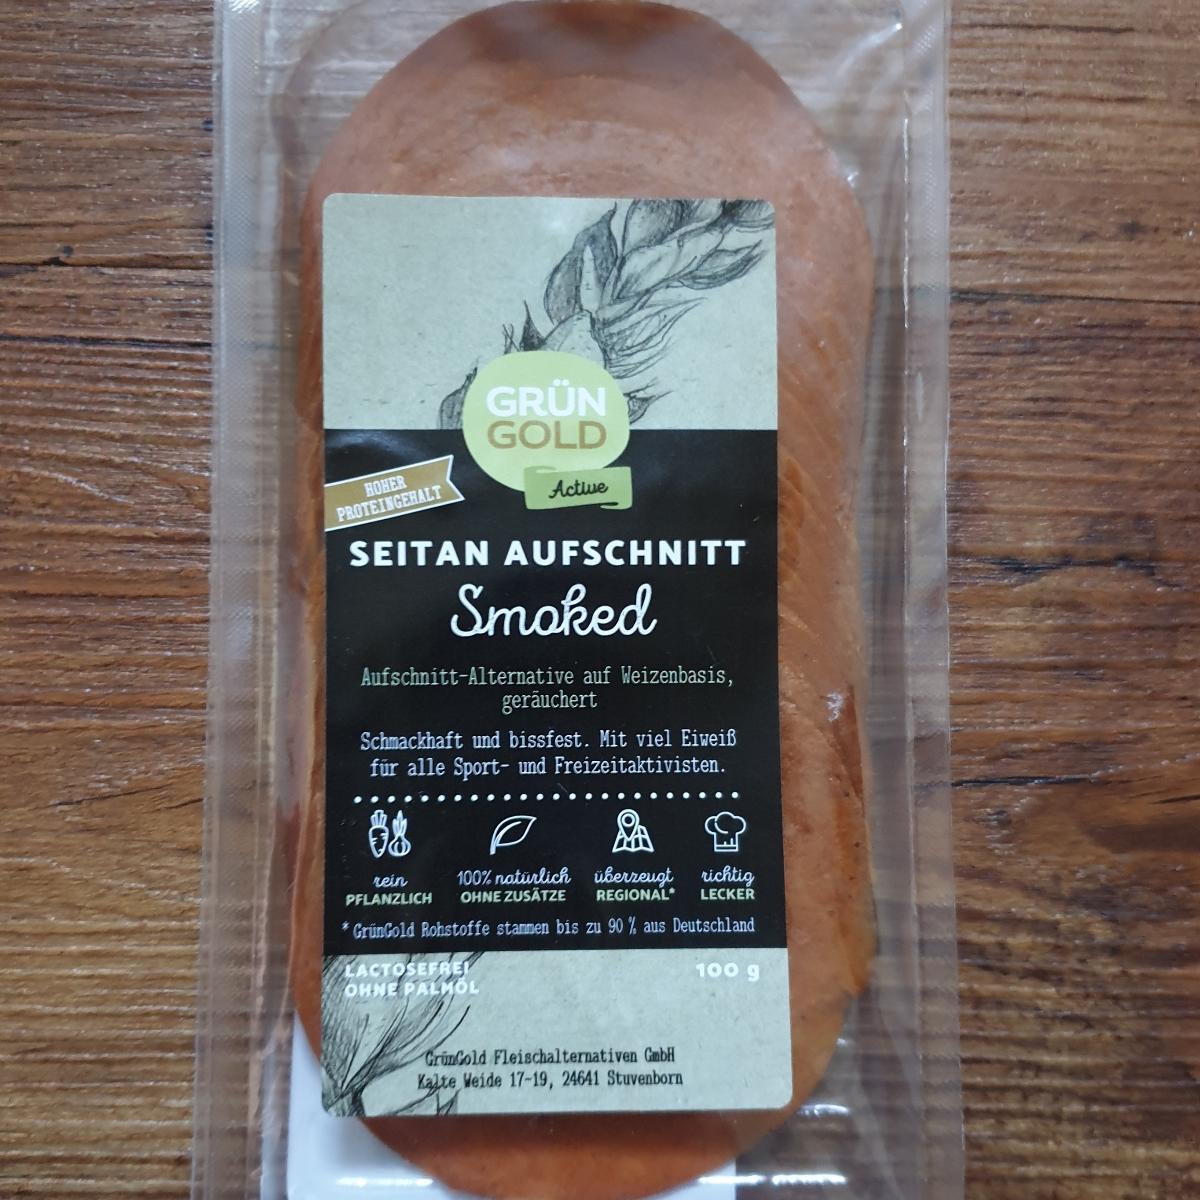 GRÜN
GOLD
Active
HOHER
PROTEINGEHALT
SEITAN AUFSCHNITT
Smoked
Aufschnitt-Alternative auf Weizenbasis,
geräuchert
Schmackhaft und bissfest. Mit viel Eiweiß
für alle Sport- und Freizeitaktivisten.
rein
PFLANZLICH
100% natürlich
OHNE ZUSÄTZE
überzeugt
REGIONAL*
richtig
LECKER
* GrünGold Rohstoffe stammen bis zu 90 % aus Deutschland
LACTOSEFREI
OHNE PALMÖL
100 g
GrünGold Fleischalternativen GmbH
Kalte Weide 17-19, 24641 Stuvenborn